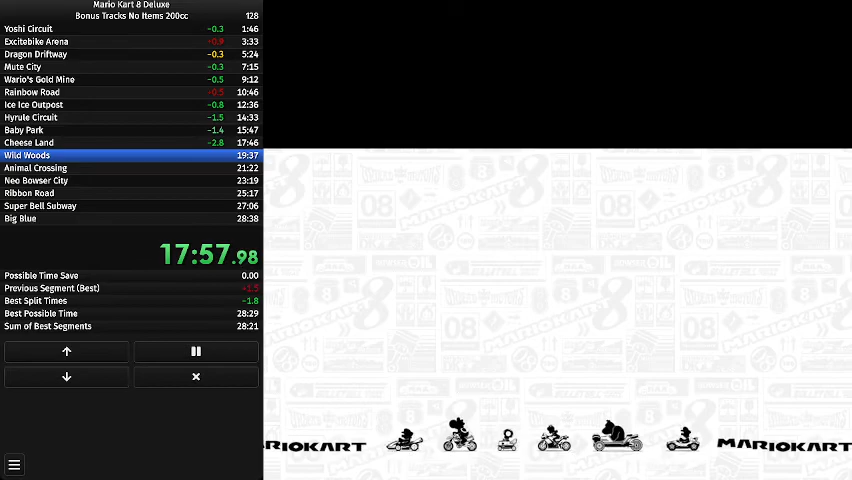 Mario Kart 8 Deluxe
Bonus Tracks No Items 200cc 128
Yoshi Circuit -0.3 1:46
Excitebike Arena -0.9 3:33
Dragon Driftway -0.3 5:24
Mute City -0.3 7:15
Wario's Gold Mine -0.5 9:12
Rainbow Road -0.5 10:46
Ice Ice Outpost -0.8 12:36
Hyrule Circuit -1.5 14:33
Baby Park -1.4 15:47
Cheese Land -2.8 17:46
Wild Woods 19:37
Animal Crossing 21:22
Neo Bowser City 23:19
Ribbon Road 25:17
Super Bell Subway 27:06
Big Blue 28:38
17:57.98
Possible Time Save 0.00
Previous Segment (Best) +1.5
Best Split Times -1.8
Best Possible Time 28:29
Sum of Best Segments 28:21
MARIOKART